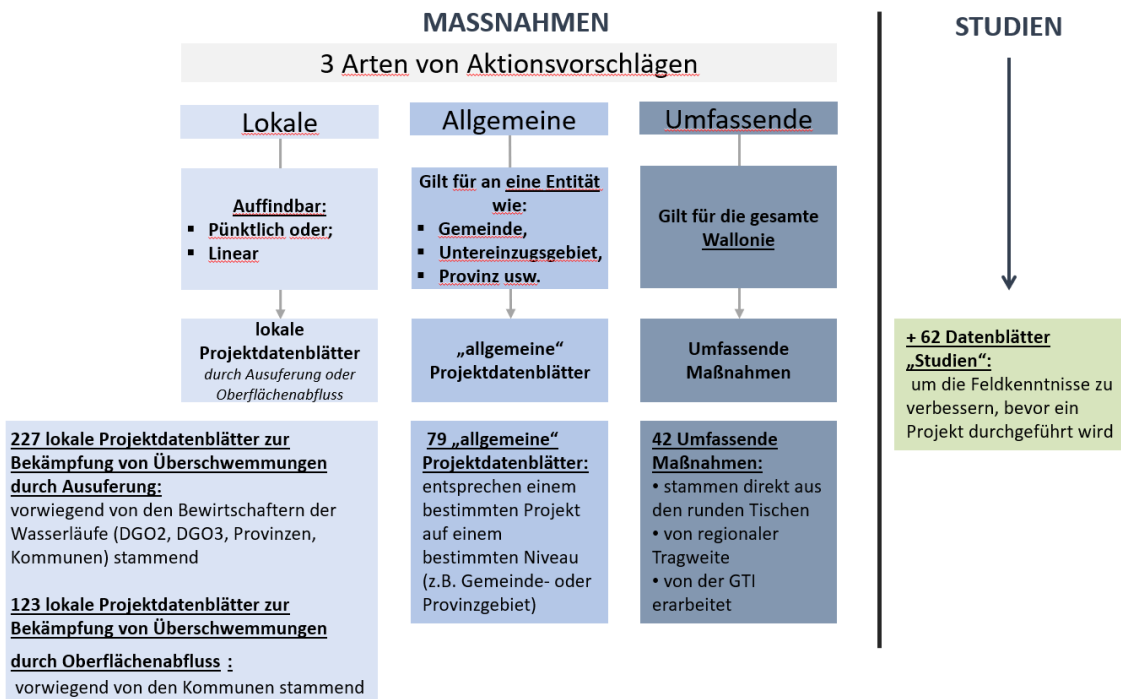 MASSNAHMEN
3 Arten von Aktionsvorschlägen
Lokale
Auffindbar:
▪ Pünktlich oder;
▪ Linear
lokale
Projektdatenblätter
durch Ausuferung oder
Oberflächenabfluss
227 lokale Projektdatenblätter zur
Bekämpfung von Überschwemmungen
durch Ausuferung:
vorwiegend von den Bewirtschaftern der
Wasserläufe (DGO2, DGO3, Provinzen,
Kommunen) stammend
123 lokale Projektdatenblätter zur
Bekämpfung von Überschwemmungen
durch Oberflächenabfluss :
vorwiegend von den Kommunen stammend
Allgemeine
Gilt für an eine Entität
wie:
▪ Gemeinde,
▪ Untereinzugsgebiet,
▪ Provinz usw.
„allgemeine“
Projektdatenblätter
79 „allgemeine“
Projektdatenblätter:
entsprechen einem
bestimmten Projekt
auf einem
bestimmten Niveau
(z.B. Gemeinde- oder
Provinzgebiet)
Umfassende
Gilt für die gesamte
Wallonie
Umfassende
Maßnahmen
42 Umfassende
Maßnahmen:
• stammen direkt aus
den runden Tischen
• von regionaler
Tragweite
• von der GTI
erarbeitet
STUDIEN
+ 62 Datenblätter
„Studien“:
um die Feldkenntnisse zu
verbessern, bevor ein
Projekt durchgeführt wird